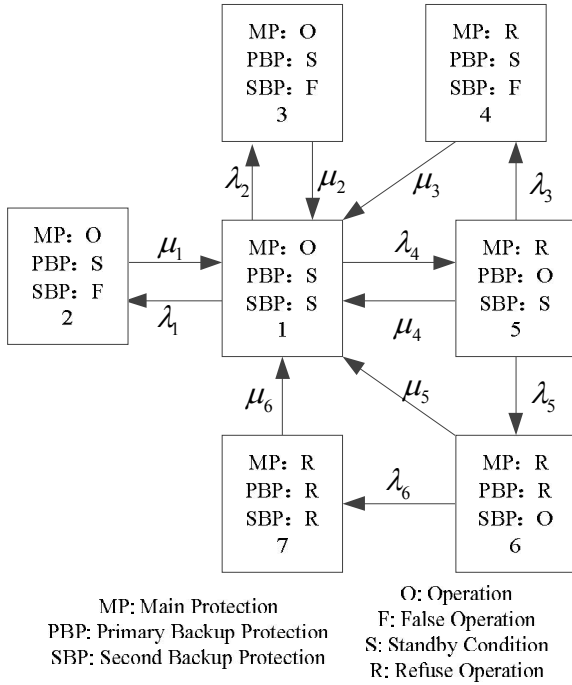 MP: O
PBP: S
SBP: F
3
MP: R
PBP: S
SBP: F
4
λ2
μ2
μ3
λ3
MP: O
PBP: S
SBP: F
2
μ1
λ1
MP: O
PBP: S
SBP: S
1
λ4
μ4
MP: R
PBP: O
SBP: S
5
μ6
μ5
λ5
MP: R
PBP: R
SBP: R
7
λ6
MP: R
PBP: R
SBP: O
6
MP: Main Protection
PBP: Primary Backup Protection
SBP: Second Backup Protection
O: Operation
F: False Operation
S: Standby Condition
R: Refuse Operation